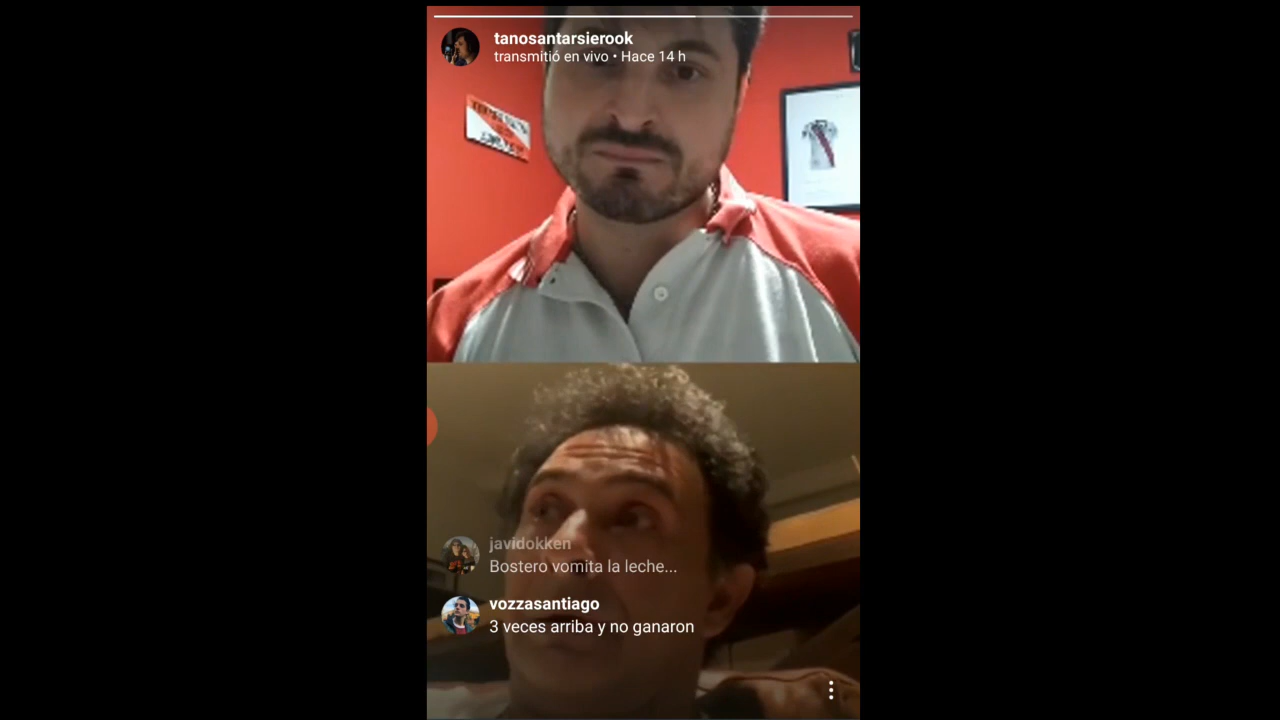 tanosantarsierook
transmitió en vivo • Hace 14 h
javidokken
Bostero vomita la leche...
vozzasantiago
3 veces arriba y no ganaron